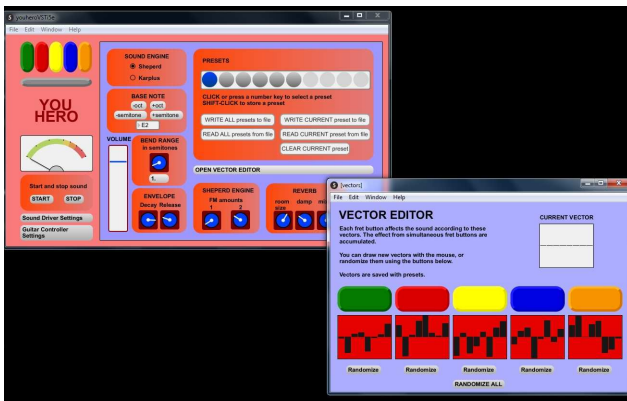 youheroVSTi5e
File Edit Window Help
YOU
HERO
Start and stop sound
START STOP
Sound Driver Settings
Guitar Controller
Settings
SOUND ENGINE
Sheperd
Karplus
BASE NOTE
-oct +oct
-semitone +semitone
E2
VOLUME
BEND RANGE
in semitones
1.
ENVELOPE
Decay Release
PRESETS
CLICK or press a number key to select a preset
SHIFT-CLICK to store a preset
WRITE ALL presets to file WRITE CURRENT preset to file
READ ALL presets from file READ CURRENT preset from file
CLEAR CURRENT preset
OPEN VECTOR EDITOR
SHEPERD ENGINE
FM amounts
1 2
REVERB
room damp
size
[vectors]
File Edit Window Help
VECTOR EDITOR
Each fret button affects the sound according to these
vectors. The effect from simultaneous fret buttons are
accumulated.
You can draw new vectors with the mouse, or
randomize them using the buttons below.
Vectors are saved with presets.
CURRENT VECTOR
Randomize Randomize Randomize Randomize Randomize
RANDOMIZE ALL